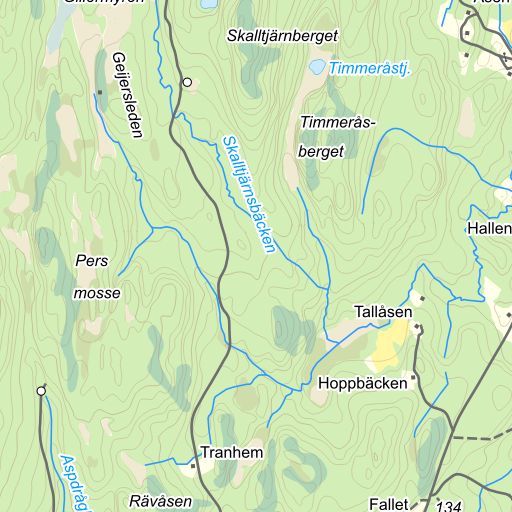 Skalltjärnberget
Timmeråstj.
Geijersleden
Timmerås-
berget
Skalltjärnsbäcken
Hallen
Pers
mosse
Tallåsen
Hoppbäcken
Tranhem
Rävåsen
Fallet
134